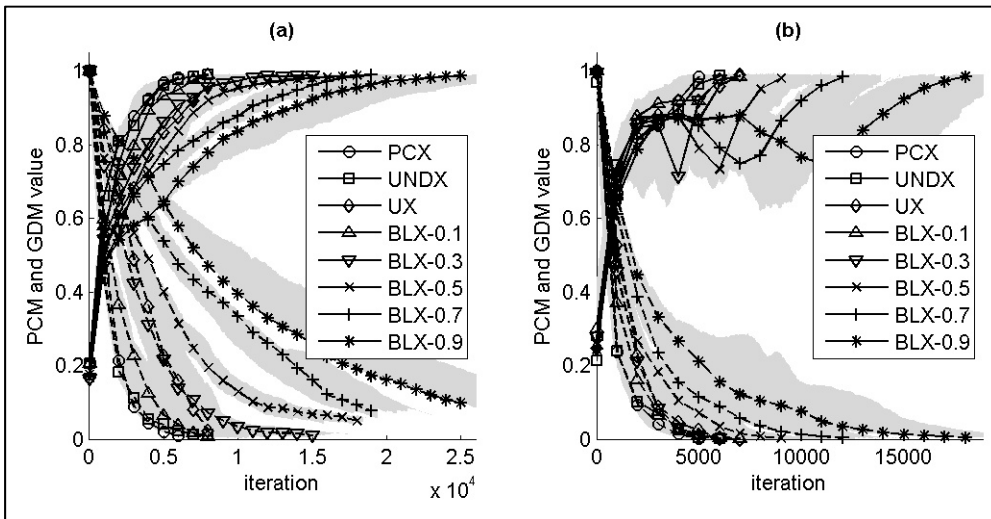 (a)
PCM and GDM value
1
0.8
0.6
0.4
0.2
0
0
0.5
1
1.5
2
2.5
x 10^4
iteration
PCX
UNDX
UX
BLX-0.1
BLX-0.3
BLX-0.5
BLX-0.7
BLX-0.9
(b)
PCM and GDM value
1
0.8
0.6
0.4
0.2
0
0
5000
10000
15000
iteration
PCX
UNDX
UX
BLX-0.1
BLX-0.3
BLX-0.5
BLX-0.7
BLX-0.9